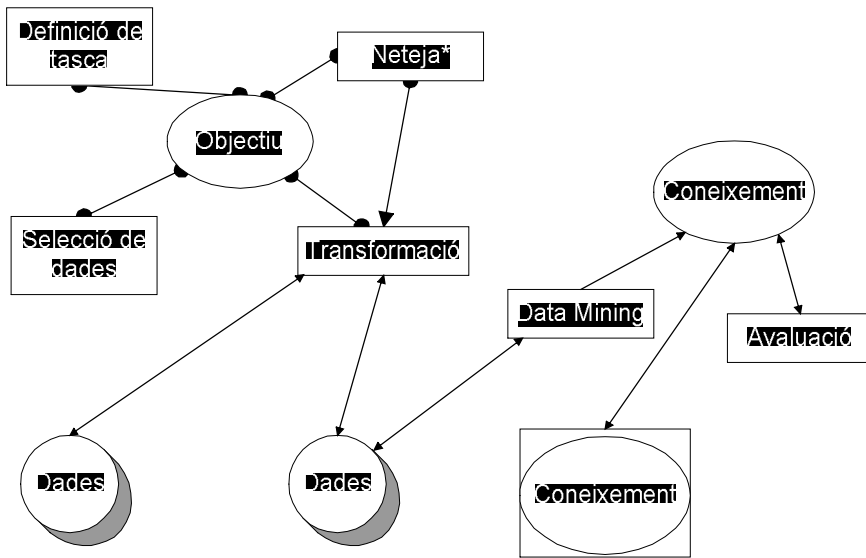 Definició de
tasca
Neteja*
Objectiu
Coneixement
Selecció de
dades
Transformació
Data Mining
Avaluació
Dades
Dades
Coneixement